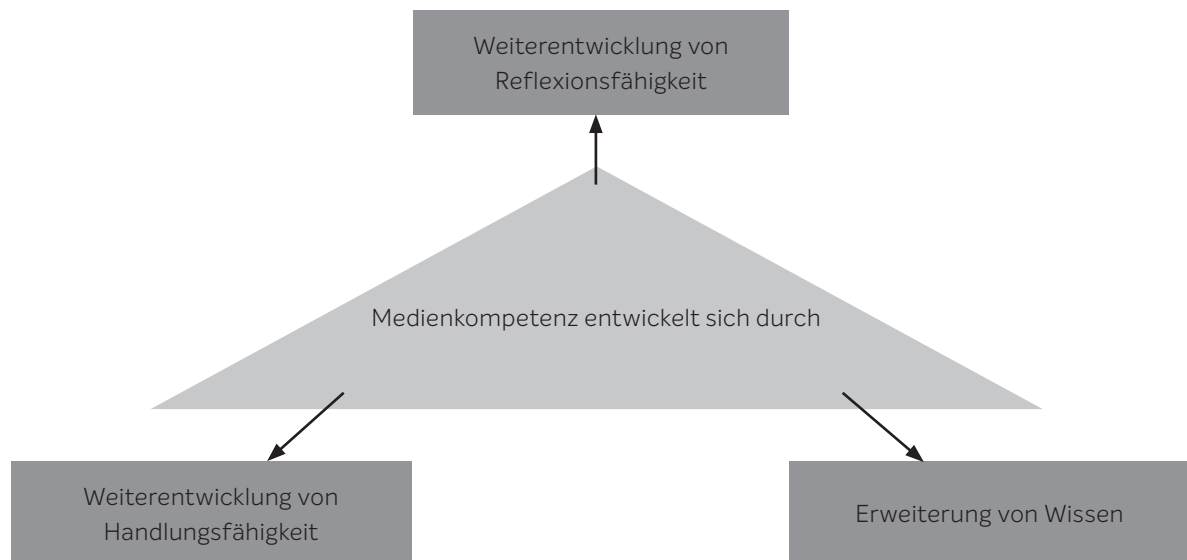 Weiterentwicklung von
Reflexionsfähigkeit
Medienkompetenz entwickelt sich durch
Weiterentwicklung von
Handlungsfähigkeit
Erweiterung von Wissen